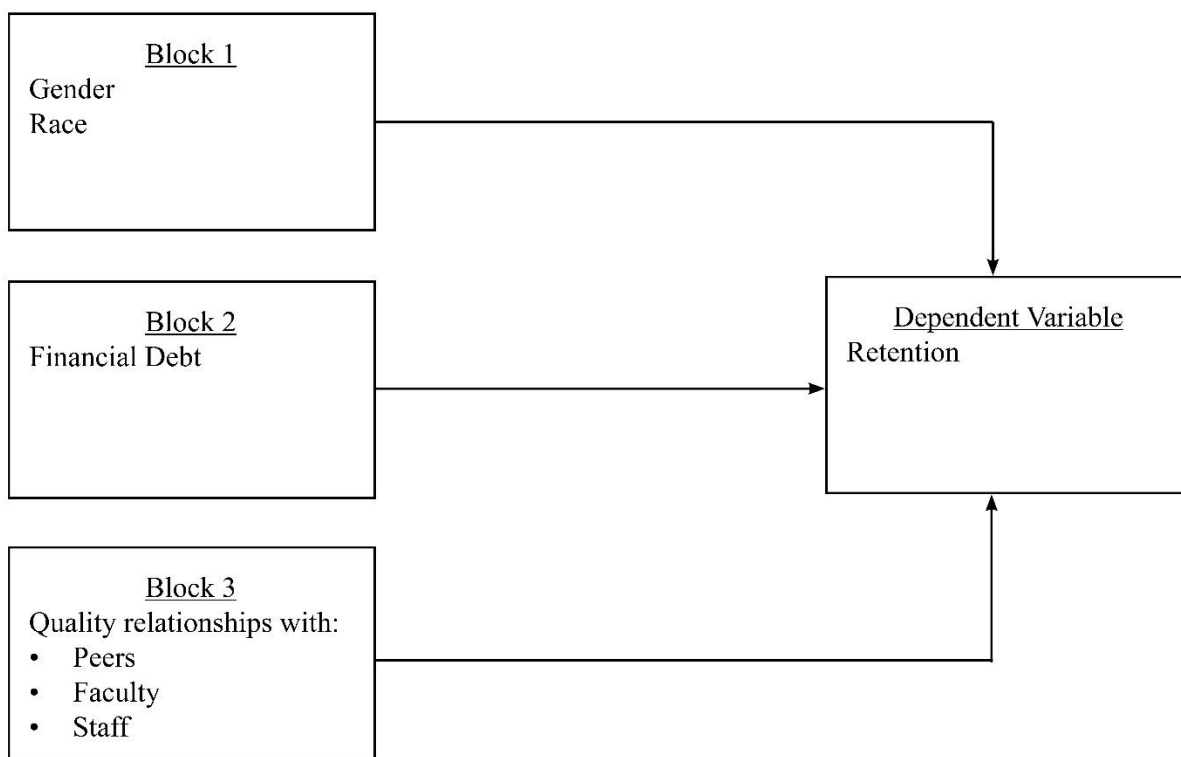 Block 1
Gender
Race
Block 2
Financial Debt
Dependent Variable
Retention
Block 3
Quality relationships with:
• Peers
• Faculty
• Staff